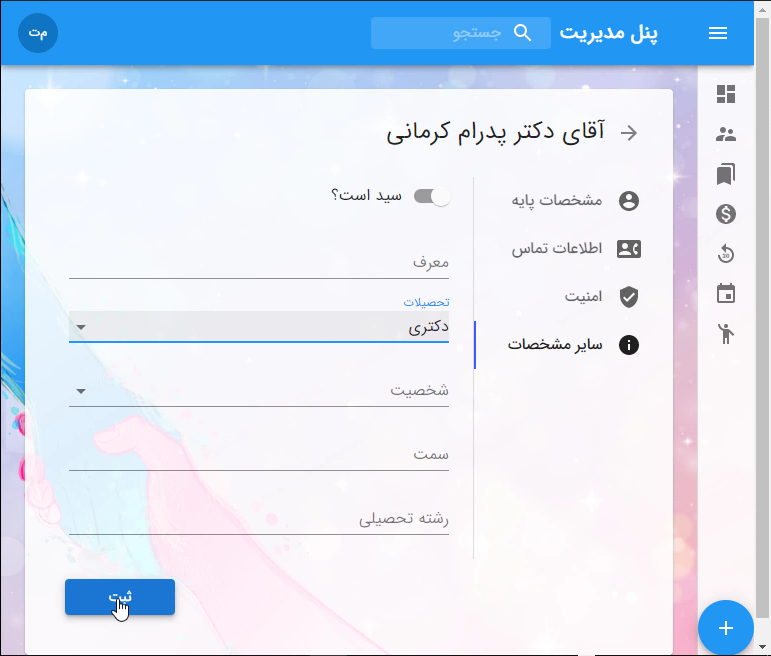 پنل مدیریت
جستجو
م‌ت
آقای دکتر پدرام کرمانی
مشخصات پایه
اطلاعات تماس
امنیت
سایر مشخصات
سید است؟
معرف
تحصیلات
دکتری
شخصیت
سمت
رشته تحصیلی
ثبت